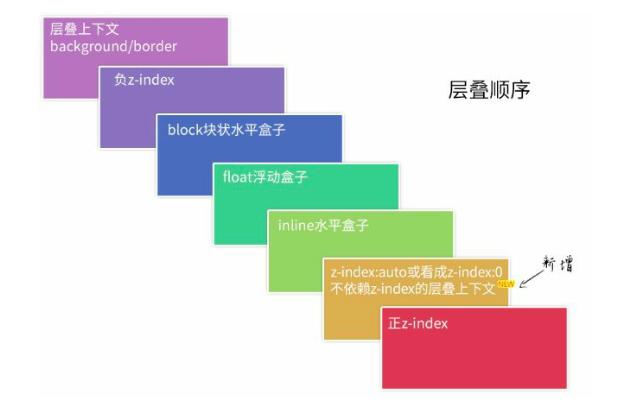 层叠上下文
background/border
负z-index
层叠顺序
block块状水平盒子
float浮动盒子
inline水平盒子
z-index:auto或看成z-index:0
不依赖z-index的层叠上下文
NEW
新增
正z-index